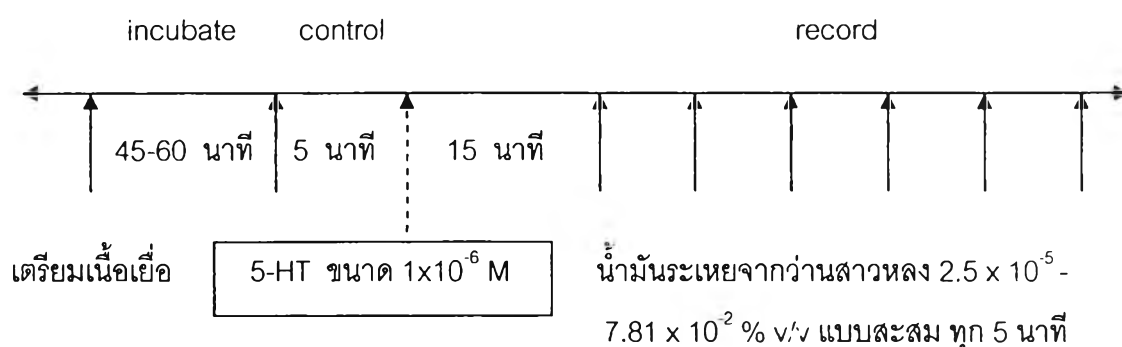 incubate control record
45-60 นาที 5 นาที 15 นาที
เตรียมเนื้อเยื่อ 5-HT ขนาด 1x10⁻⁶ M น้ำมันระเหยจากว่านสาวหลง 2.5 x 10⁻⁵ -
7.81 x 10⁻² % v/v แบบสะสม ทุก 5 นาที